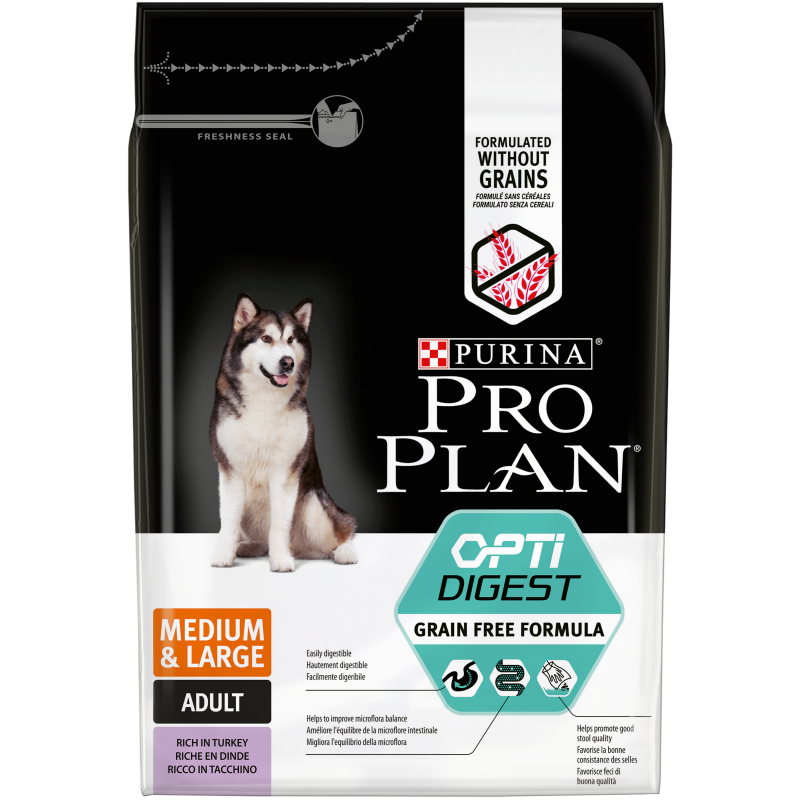 FRESHNESS SEAL
FORMULATED
WITHOUT
GRAINS
FORMULÉ SANS CÉRÉALES
FORMULATO SENZA CEREALI
PURINA®
PRO
PLAN®
OPTI
DIGEST
GRAIN FREE FORMULA
MEDIUM
& LARGE
ADULT
RICH IN TURKEY
RICHE EN DINDE
RICCO IN TACCHINO
Easily digestible
Hautement digestible
Facilmente digeribile
Helps to improve microflora balance
Améliore l'équilibre de la microflore intestinale
Migliora l'equilibrio della microflora
Helps promote good
stool quality
Favorise la bonne
consistance des selles
Favorisce feci di
buona qualità